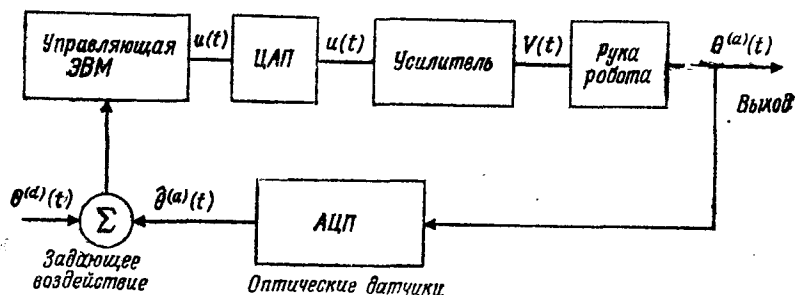 Управляющая
ЭВМ
u(t)
ЦАП
u(t)
Усилитель
V(t)
Рука
робота
θ^(a)(t)
Выход
θ^(d)(t)
Σ
θ̂^(a)(t)
АЦП
Задающее
воздействие
Оптические датчики